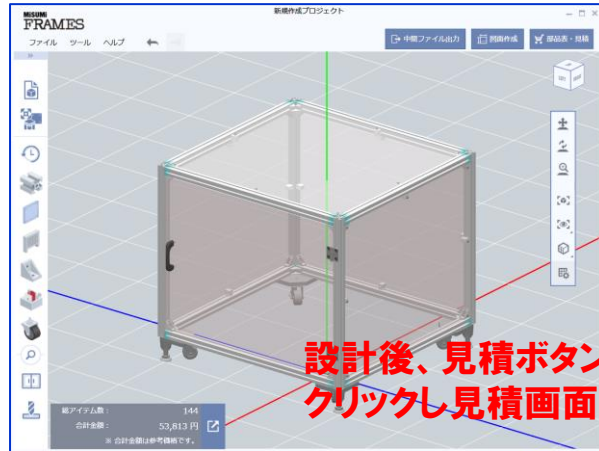 新規作成プロジェクト
MiSUMi
FRAMES
ファイル ツール ヘルプ
中間ファイル出力 図面作成 部品表・見積
総アイテム数： 144
合計金額： 53,813 円
※ 合計金額は参考価格です。
設計後、見積ボタン
クリックし見積画面